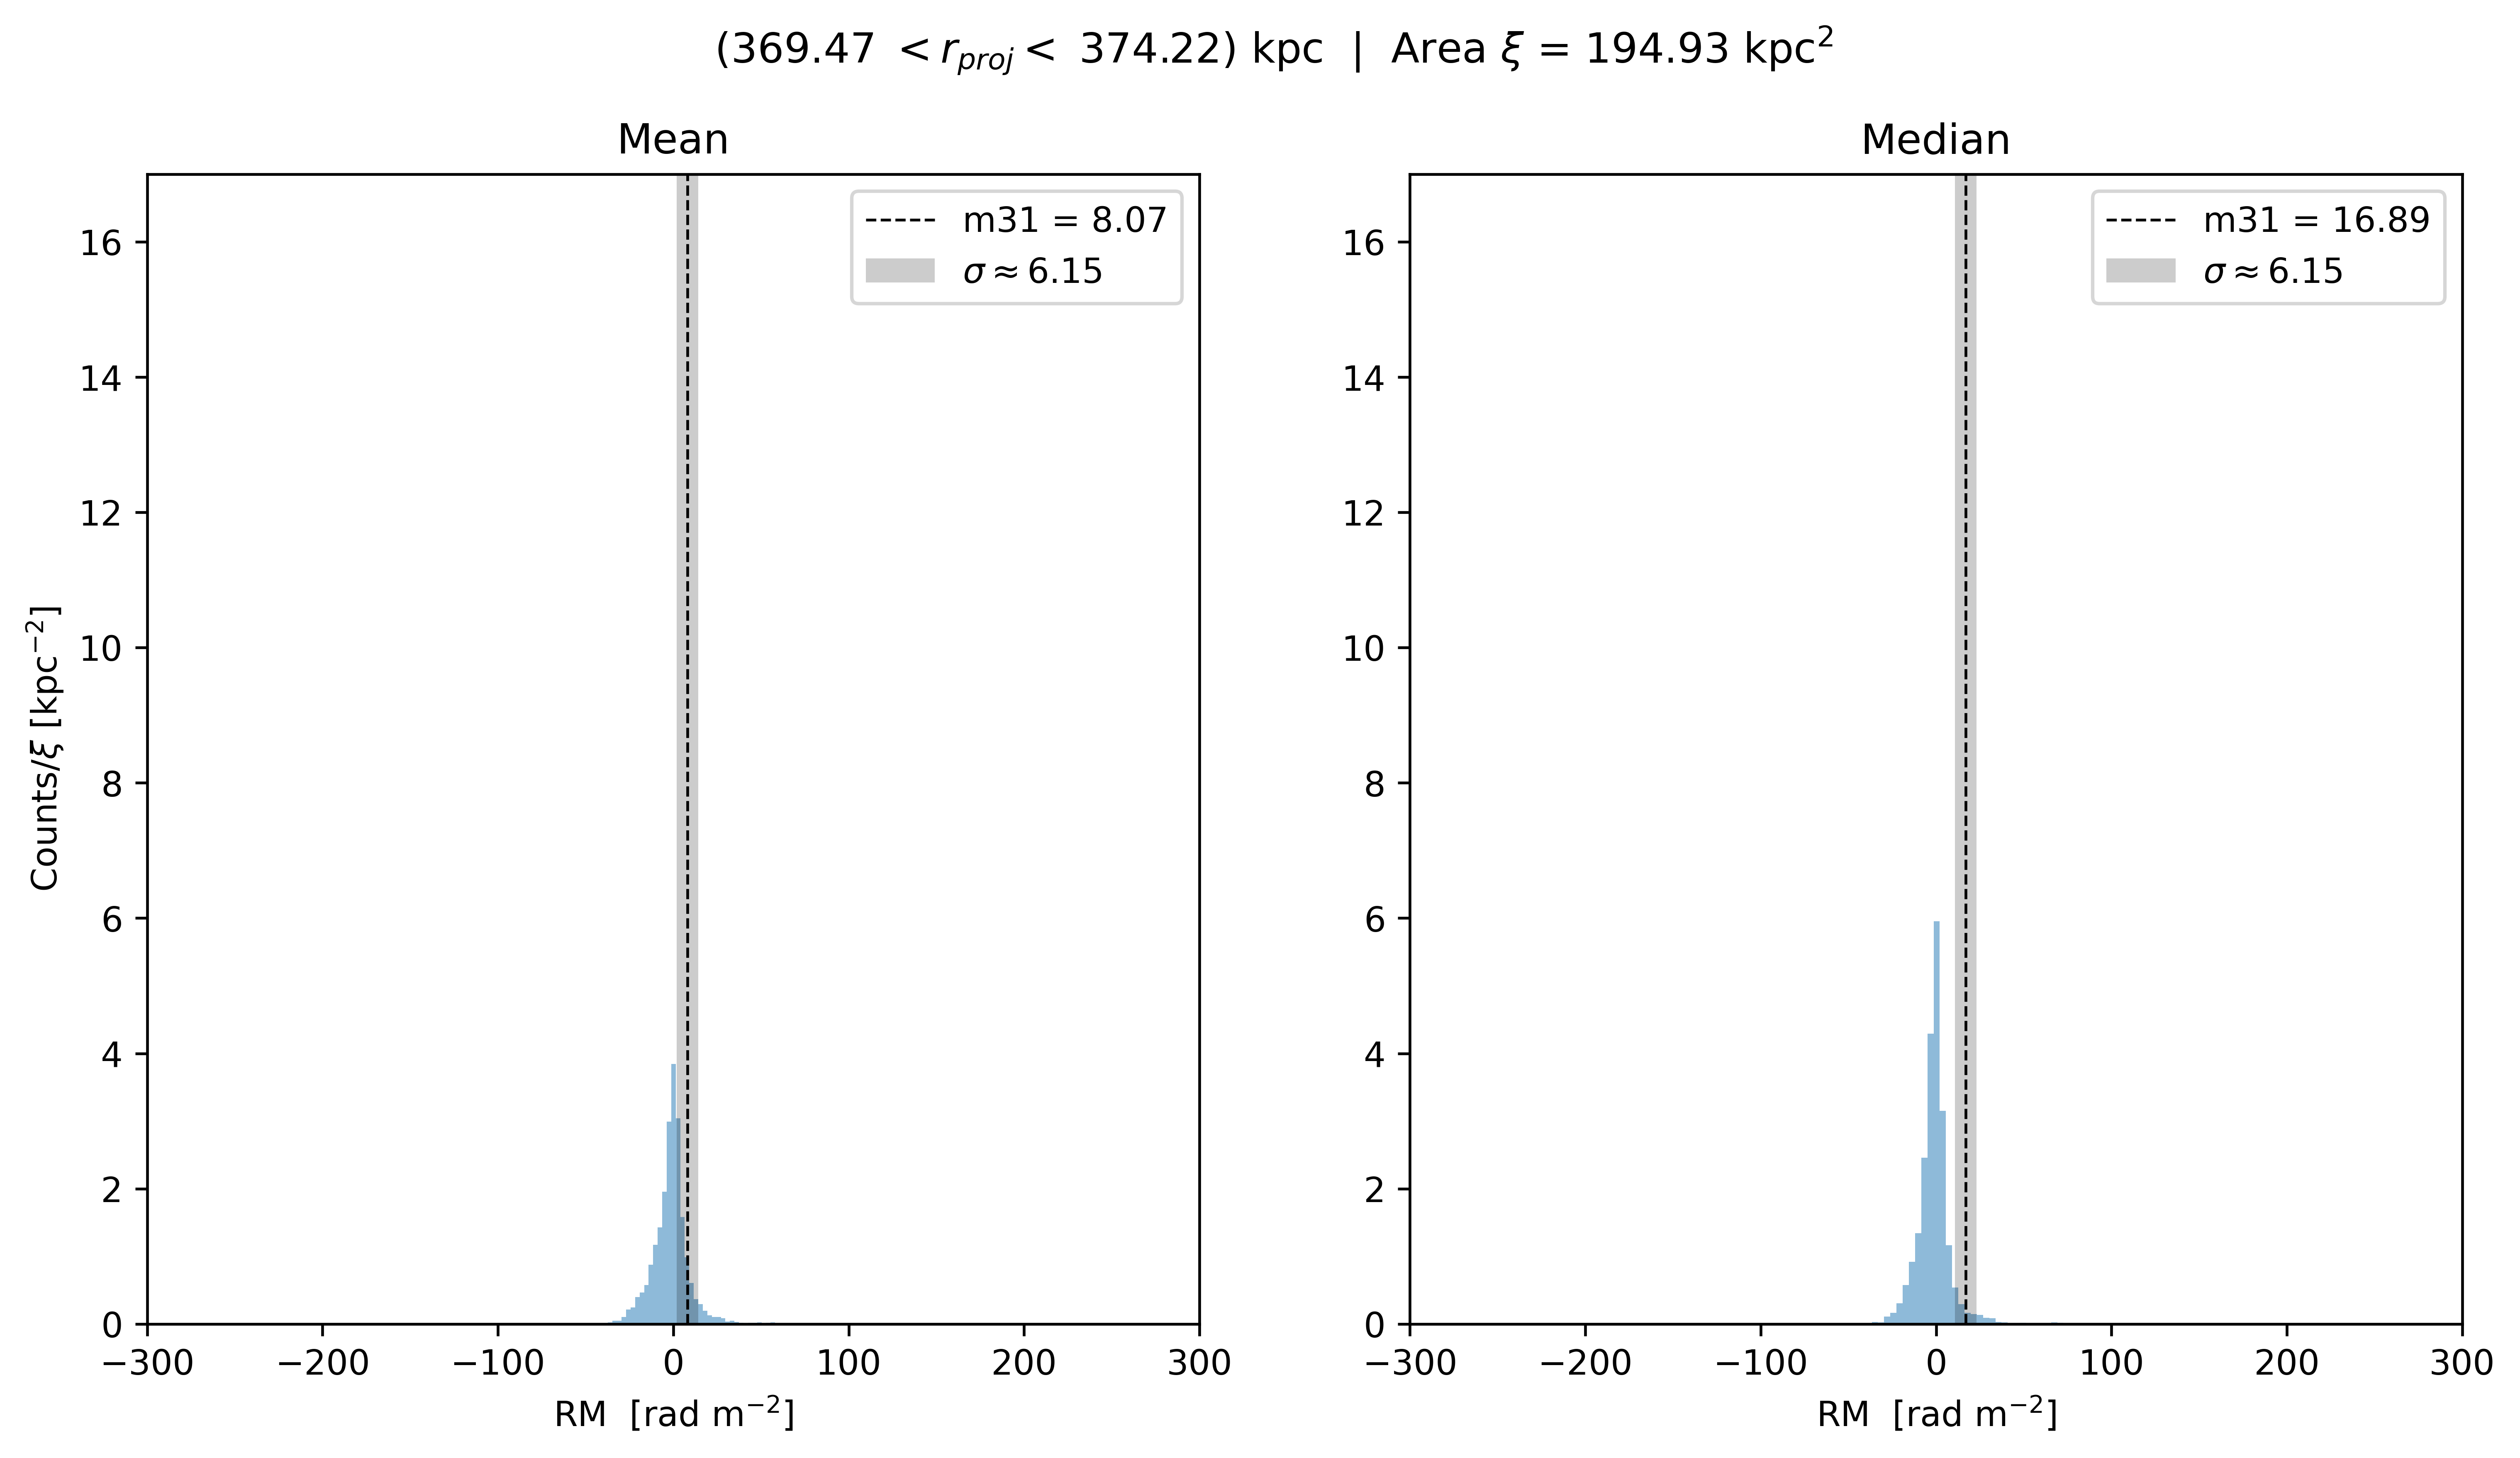 (369.47 < r_proj < 374.22) kpc | Area ξ = 194.93 kpc²
Mean
m31 = 8.07
σ ≈ 6.15
16
14
12
10
8
6
4
2
0
Counts/ξ [kpc⁻²]
−300 −200 −100 0 100 200 300
RM [rad m⁻²]
Median
m31 = 16.89
σ ≈ 6.15
16
14
12
10
8
6
4
2
0
−300 −200 −100 0 100 200 300
RM [rad m⁻²]